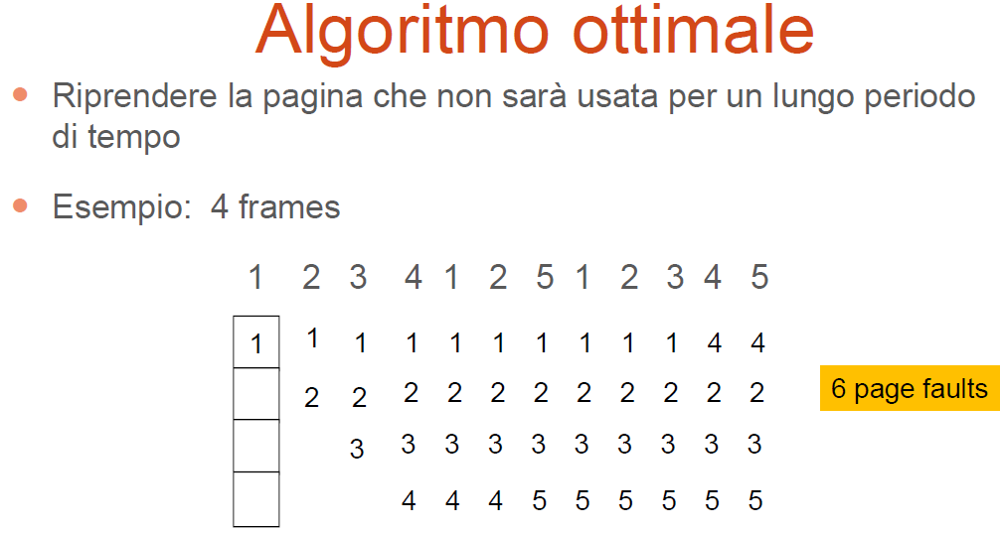 Algoritmo ottimale
Riprendere la pagina che non sarà usata per un lungo periodo
di tempo
Esempio: 4 frames
1 2 3 4 1 2 5 1 2 3 4 5
1 1 1 1 1 1 1 1 1 1 4 4
2 2 2 2 2 2 2 2 2 2 2
6 page faults
3 3 3 3 3 3 3 3 3 3
4 4 4 5 5 5 5 5 5